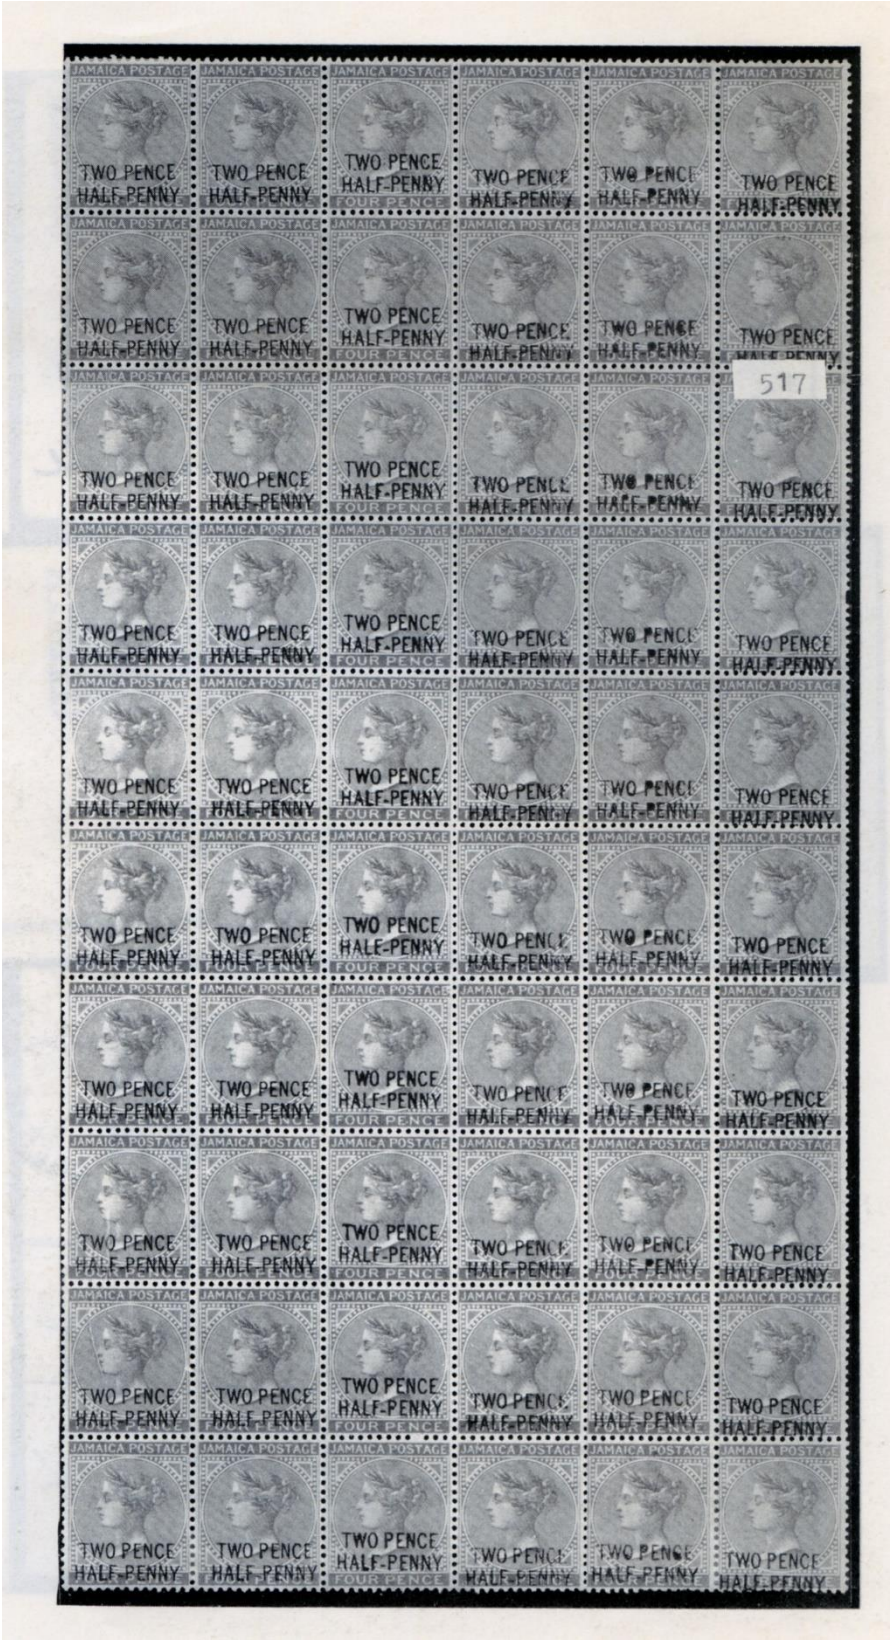 JAMAICA POSTAGE JAMAICA POSTAGE JAMAICA POSTAGE JAMAICA POSTAGE JAMAICA POSTAGE JAMAICA POSTAGE
TWO PENCE TWO PENCE TWO PENCE TWO PENCE TWO PENCE TWO PENCE
HALF-PENNY HALF-PENNY HALF-PENNY HALF-PENNY HALF-PENNY HALF-PENNY
FOUR PENCE
JAMAICA POSTAGE JAMAICA POSTAGE JAMAICA POSTAGE JAMAICA POSTAGE JAMAICA POSTAGE JAMAICA POSTAGE
TWO PENCE TWO PENCE TWO PENCE TWO PENCE TWO PENCE TWO PENCE
HALF-PENNY HALF-PENNY HALF-PENNY HALF-PENNY HALF-PENNY HALF-PENNY
FOUR PENCE
JAMAICA POSTAGE JAMAICA POSTAGE JAMAICA POSTAGE JAMAICA POSTAGE JAMAICA POSTAGE
517
TWO PENCE TWO PENCE TWO PENCE TWO PENCE TWO PENCE TWO PENCE
HALF-PENNY HALF-PENNY HALF-PENNY HALF-PENNY HALF-PENNY HALF-PENNY
FOUR PENCE
JAMAICA POSTAGE JAMAICA POSTAGE JAMAICA POSTAGE JAMAICA POSTAGE JAMAICA POSTAGE JAMAICA POSTAGE
TWO PENCE TWO PENCE TWO PENCE TWO PENCE TWO PENCE TWO PENCE
HALF-PENNY HALF-PENNY HALF-PENNY HALF-PENNY HALF-PENNY HALF-PENNY
FOUR PENCE
JAMAICA POSTAGE JAMAICA POSTAGE JAMAICA POSTAGE JAMAICA POSTAGE JAMAICA POSTAGE JAMAICA POSTAGE
TWO PENCE TWO PENCE TWO PENCE TWO PENCE TWO PENCE TWO PENCE
HALF-PENNY HALF-PENNY HALF-PENNY HALF-PENNY HALF-PENNY HALF-PENNY
FOUR PENCE
JAMAICA POSTAGE JAMAICA POSTAGE JAMAICA POSTAGE JAMAICA POSTAGE JAMAICA POSTAGE JAMAICA POSTAGE
TWO PENCE TWO PENCE TWO PENCE TWO PENCE TWO PENCE TWO PENCE
HALF-PENNY HALF-PENNY HALF-PENNY HALF-PENNY HALF-PENNY HALF-PENNY
FOUR PENCE
JAMAICA POSTAGE JAMAICA POSTAGE JAMAICA POSTAGE JAMAICA POSTAGE JAMAICA POSTAGE JAMAICA POSTAGE
TWO PENCE TWO PENCE TWO PENCE TWO PENCE TWO PENCE TWO PENCE
HALF-PENNY HALF-PENNY HALF-PENNY HALF-PENNY HALF-PENNY HALF-PENNY
FOUR PENCE
JAMAICA POSTAGE JAMAICA POSTAGE JAMAICA POSTAGE JAMAICA POSTAGE JAMAICA POSTAGE JAMAICA POSTAGE
TWO PENCE TWO PENCE TWO PENCE TWO PENCE TWO PENCE TWO PENCE
HALF-PENNY HALF-PENNY HALF-PENNY HALF-PENNY HALF-PENNY HALF-PENNY
FOUR PENCE
JAMAICA POSTAGE JAMAICA POSTAGE JAMAICA POSTAGE JAMAICA POSTAGE JAMAICA POSTAGE JAMAICA POSTAGE
TWO PENCE TWO PENCE TWO PENCE TWO PENCE TWO PENCE TWO PENCE
HALF-PENNY HALF-PENNY HALF-PENNY HALF-PENNY HALF-PENNY HALF-PENNY
FOUR PENCE
JAMAICA POSTAGE JAMAICA POSTAGE JAMAICA POSTAGE JAMAICA POSTAGE JAMAICA POSTAGE JAMAICA POSTAGE
TWO PENCE TWO PENCE TWO PENCE TWO PENCE TWO PENCE TWO PENCE
HALF-PENNY HALF-PENNY HALF-PENNY HALF-PENNY HALF-PENNY HALF-PENNY
FOUR PENCE